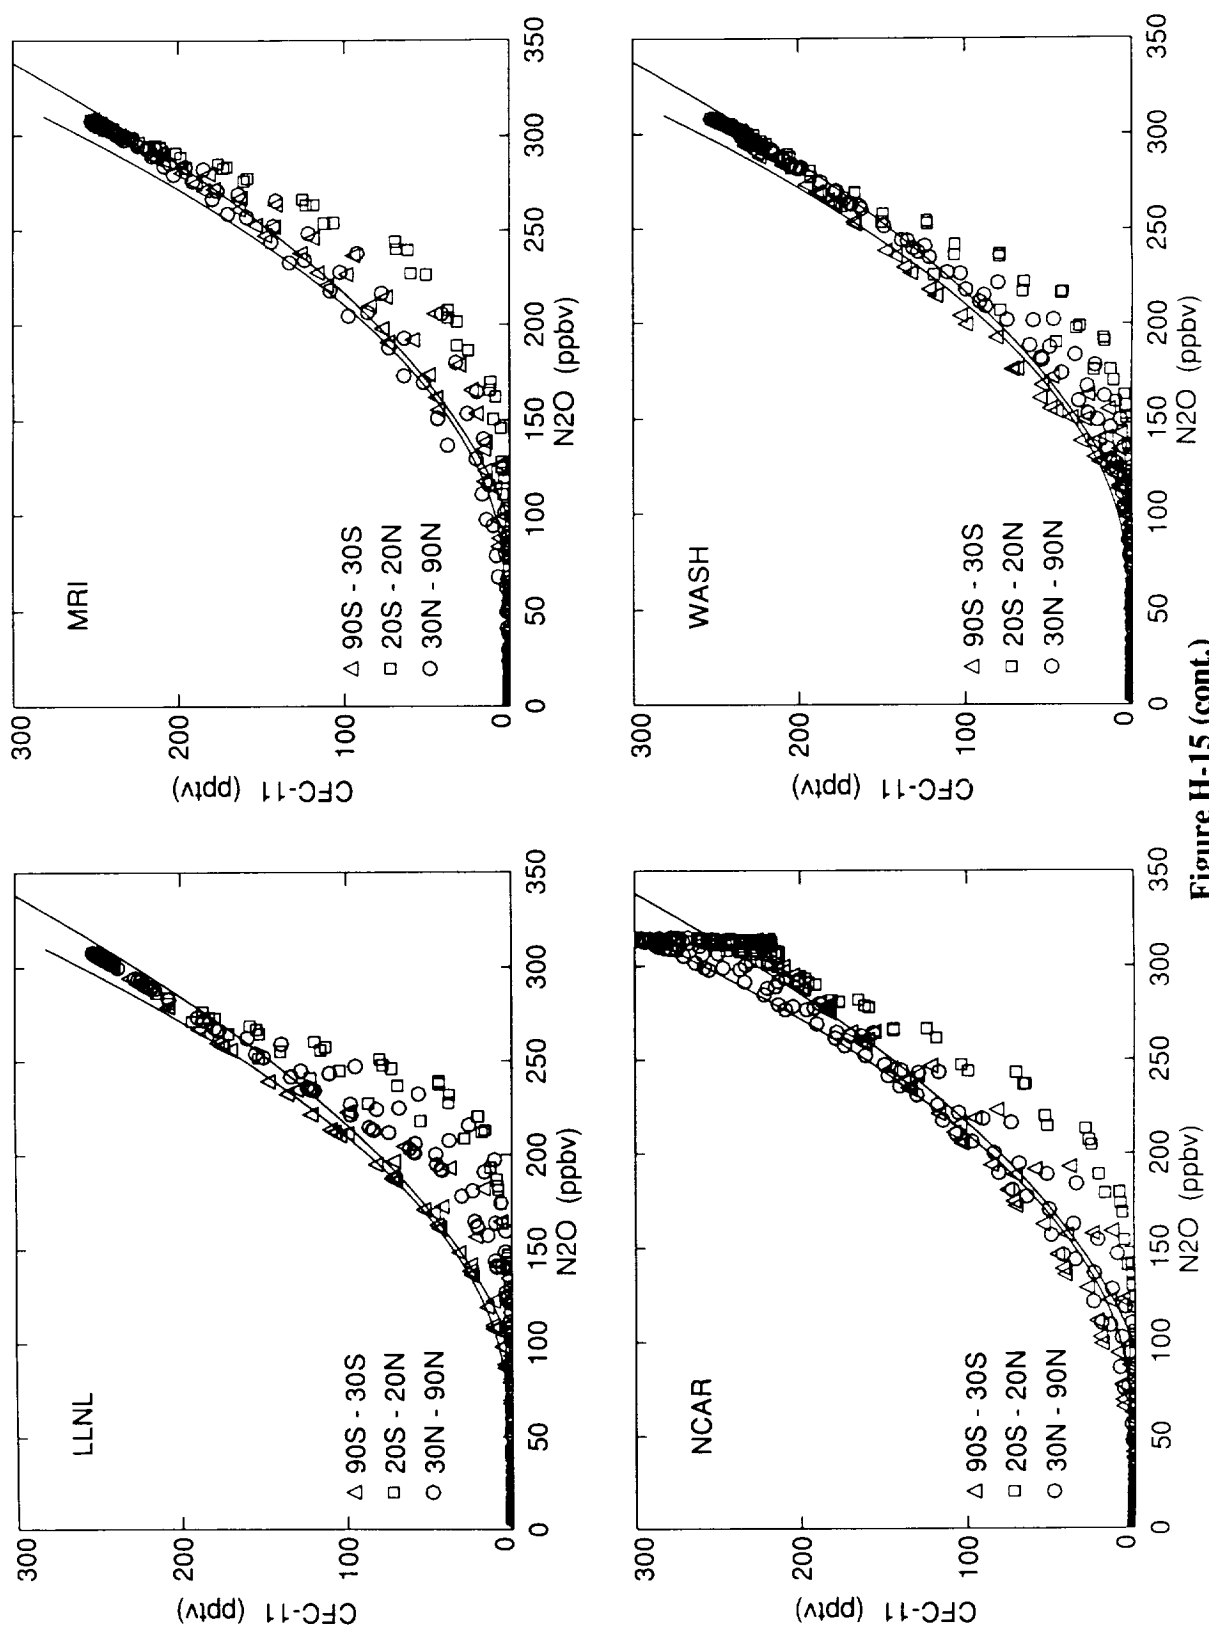 LLNL
△ 90S - 30S
□ 20S - 20N
○ 30N - 90N
CFC-11 (pptv)
300
200
100
0
0 50 100 150 200 250 300 350
N2O (ppbv)
MRI
△ 90S - 30S
□ 20S - 20N
○ 30N - 90N
CFC-11 (pptv)
300
200
100
0
0 50 100 150 200 250 300 350
N2O (ppbv)
NCAR
△ 90S - 30S
□ 20S - 20N
○ 30N - 90N
CFC-11 (pptv)
300
200
100
0
0 50 100 150 200 250 300 350
N2O (ppbv)
WASH
△ 90S - 30S
□ 20S - 20N
○ 30N - 90N
CFC-11 (pptv)
300
200
100
0
0 50 100 150 200 250 300 350
N2O (ppbv)
Figure H-15 (cont.)